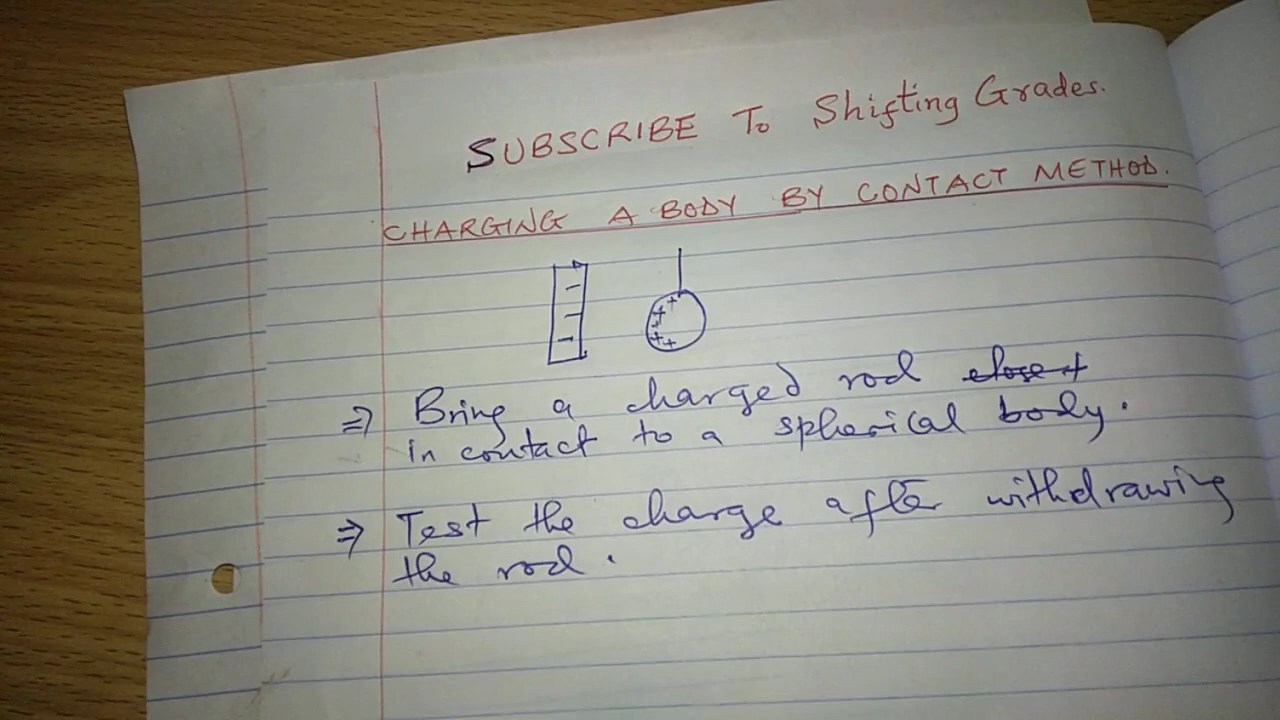 SUBSCRIBE To Shifting Grades.
CHARGING A BODY BY CONTACT METHOD.
⇒ Bring a charged rod close t
in contact to a spherical body.
⇒ Test the charge after withdrawing
the rod.